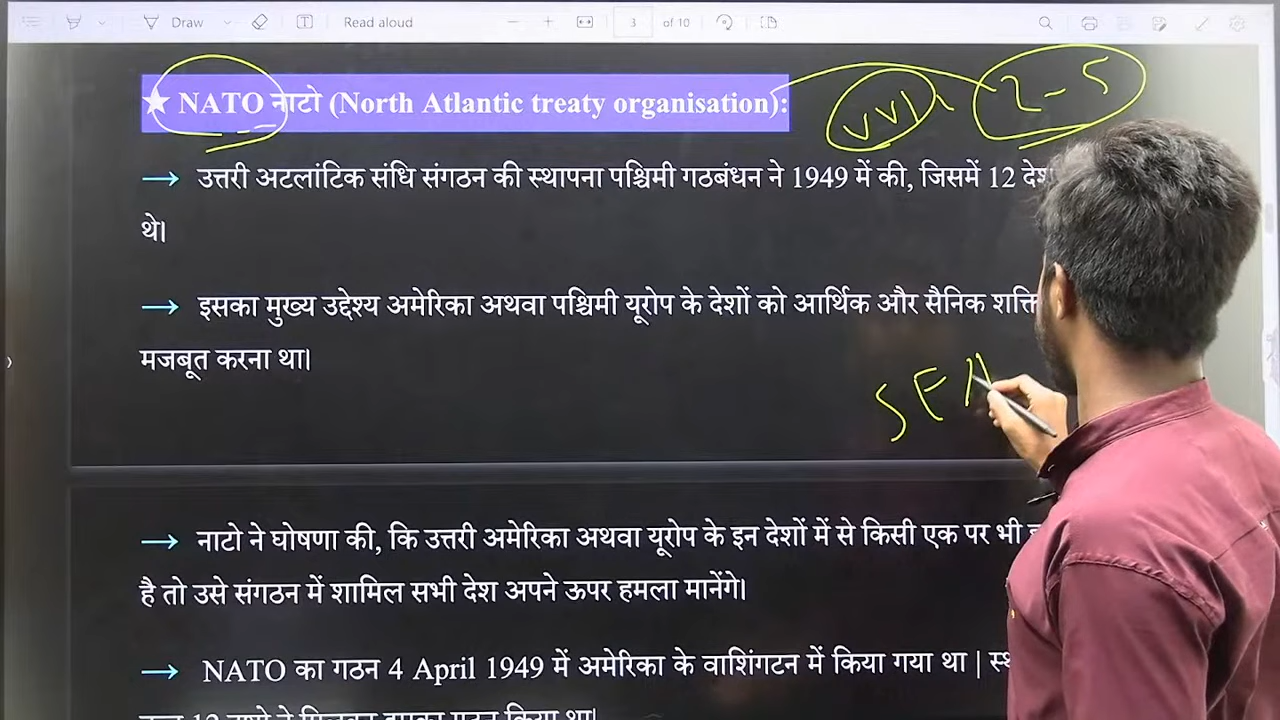 Draw
Read aloud
3 of 10
★ NATO नाटो (North Atlantic treaty organisation):
VVI
2-5
→ उत्तरी अटलांटिक संधि संगठन की स्थापना पश्चिमी गठबंधन ने 1949 में की, जिसमें 12 देश
थे।
→ इसका मुख्य उद्देश्य अमेरिका अथवा पश्चिमी यूरोप के देशों को आर्थिक और सैनिक शक्ति
मजबूत करना था।
SEA
→ नाटो ने घोषणा की, कि उत्तरी अमेरिका अथवा यूरोप के इन देशों में से किसी एक पर भी
है तो उसे संगठन में शामिल सभी देश अपने ऊपर हमला मानेंगे।
→ NATO का गठन 4 April 1949 में अमेरिका के वाशिंगटन में किया गया था |